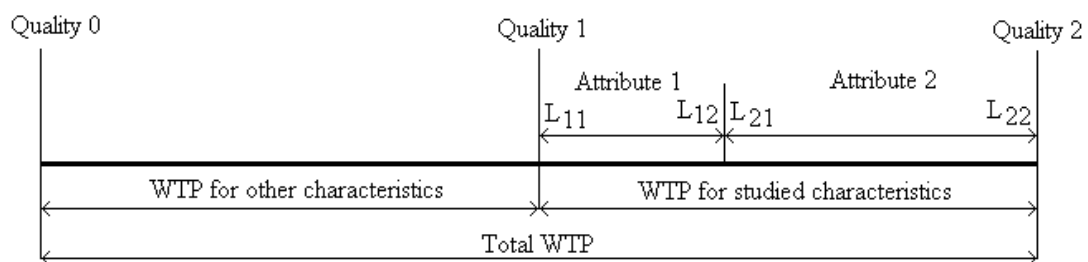 Quality 0 Quality 1 Quality 2
Attribute 1 Attribute 2
L11 L12 L21 L22
WTP for other characteristics WTP for studied characteristics
Total WTP